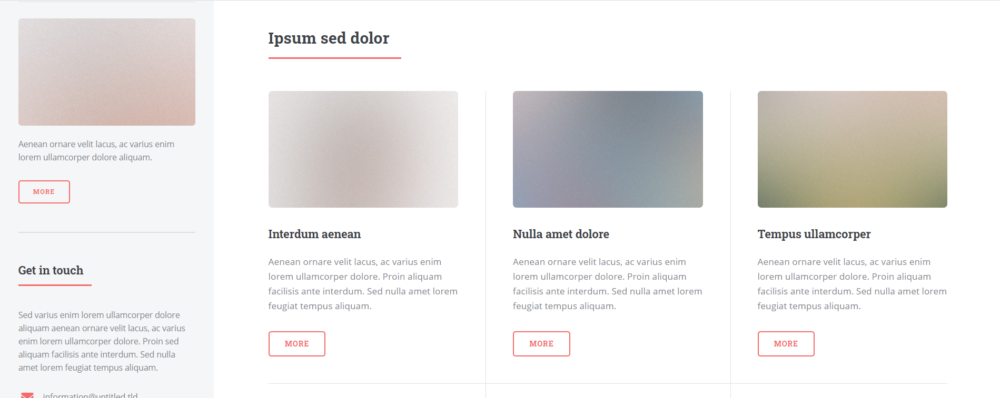 Aenean ornare velit lacus, ac varius enim
lorem ullamcorper dolore aliquam.
MORE
Get in touch
Sed varius enim lorem ullamcorper dolore
aliquam aenean ornare velit lacus, ac varius
enim lorem ullamcorper dolore. Proin sed
aliquam facilisis ante interdum. Sed nulla
amet lorem feugiat tempus aliquam.
information@untitled.tld
Ipsum sed dolor
Interdum aenean
Aenean ornare velit lacus, ac varius enim
lorem ullamcorper dolore. Proin aliquam
facilisis ante interdum. Sed nulla amet lorem
feugiat tempus aliquam.
MORE
Nulla amet dolore
Aenean ornare velit lacus, ac varius enim
lorem ullamcorper dolore. Proin aliquam
facilisis ante interdum. Sed nulla amet lorem
feugiat tempus aliquam.
MORE
Tempus ullamcorper
Aenean ornare velit lacus, ac varius enim
lorem ullamcorper dolore. Proin aliquam
facilisis ante interdum. Sed nulla amet lorem
feugiat tempus aliquam.
MORE